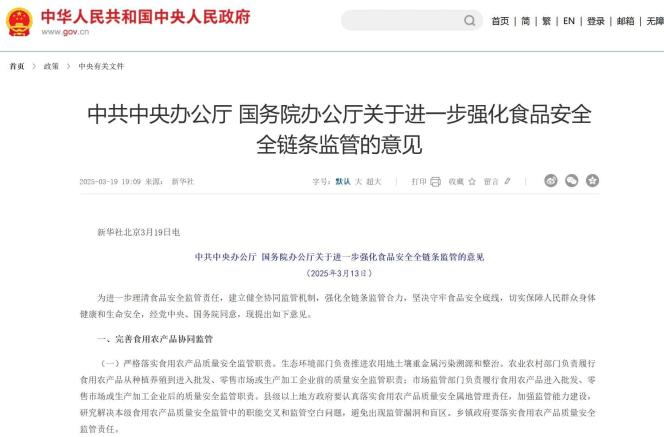 中华人民共和国中央人民政府
www.gov.cn
首页 | 简 | 繁 | EN | 登录 | 邮箱 | 无障
首页 > 政策 > 中央有关文件
中共中央办公厅 国务院办公厅关于进一步强化食品安全
全链条监管的意见
2025-03-19 19:09 来源： 新华社
字号：默认 大 超大 | 打印 | 收藏 留言 |
新华社北京3月19日电
中共中央办公厅 国务院办公厅关于进一步强化食品安全全链条监管的意见
（2025年3月13日）
为进一步理清食品安全监管责任，建立健全协同监管机制，强化全链条监管合力，坚决守牢食品安全底线，切实保障人民群众身体
健康和生命安全，经党中央、国务院同意，现提出如下意见。
一、完善食用农产品协同监管
（一）严格落实食用农产品质量安全监管职责。生态环境部门负责推进农用地土壤重金属污染溯源和整治。农业农村部门负责履行
食用农产品从种植养殖到进入批发、零售市场或生产加工企业前的质量安全监管职责；市场监管部门负责履行食用农产品进入批发、零
售市场或生产加工企业后的质量安全监管职责。县级以上地方政府要认真落实食用农产品质量安全属地管理责任，加强监管能力建设，
研究解决本级食用农产品质量安全监管中的职能交叉和监管空白问题，避免出现监管漏洞和盲区。乡镇政府要落实食用农产品质量安全
监管责任。